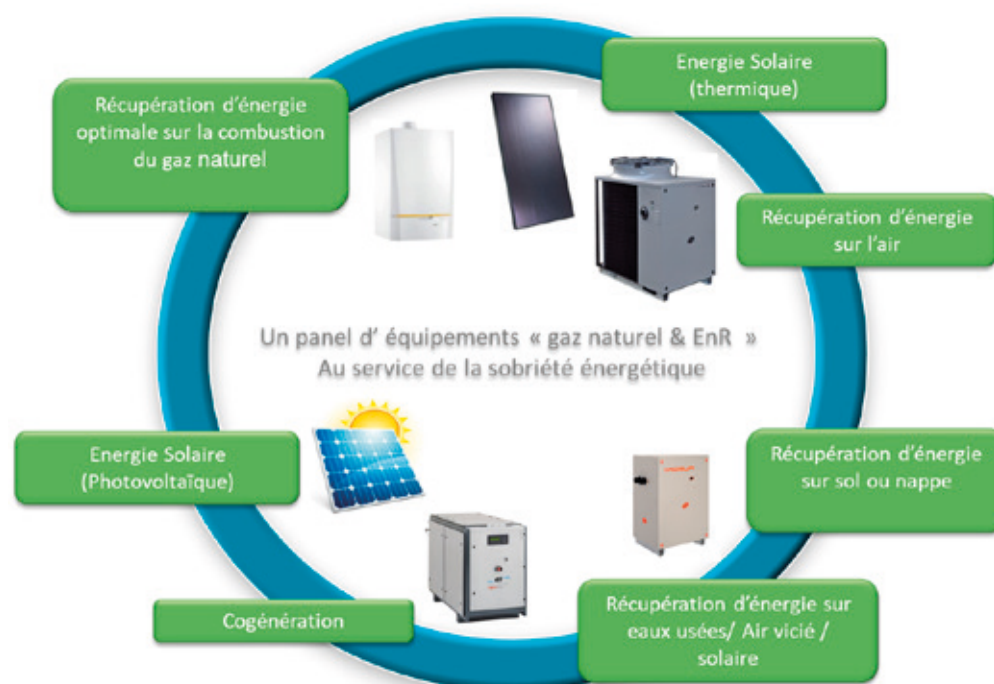 Récupération d'énergie
optimale sur la combustion
du gaz naturel
Energie Solaire
(thermique)
Récupération d'énergie
sur l'air
Un panel d' équipements « gaz naturel & EnR »
Au service de la sobriété énergétique
Energie Solaire
(Photovoltaïque)
Récupération d'énergie
sur sol ou nappe
Cogénération
Récupération d'énergie sur
eaux usées/ Air vicié /
solaire